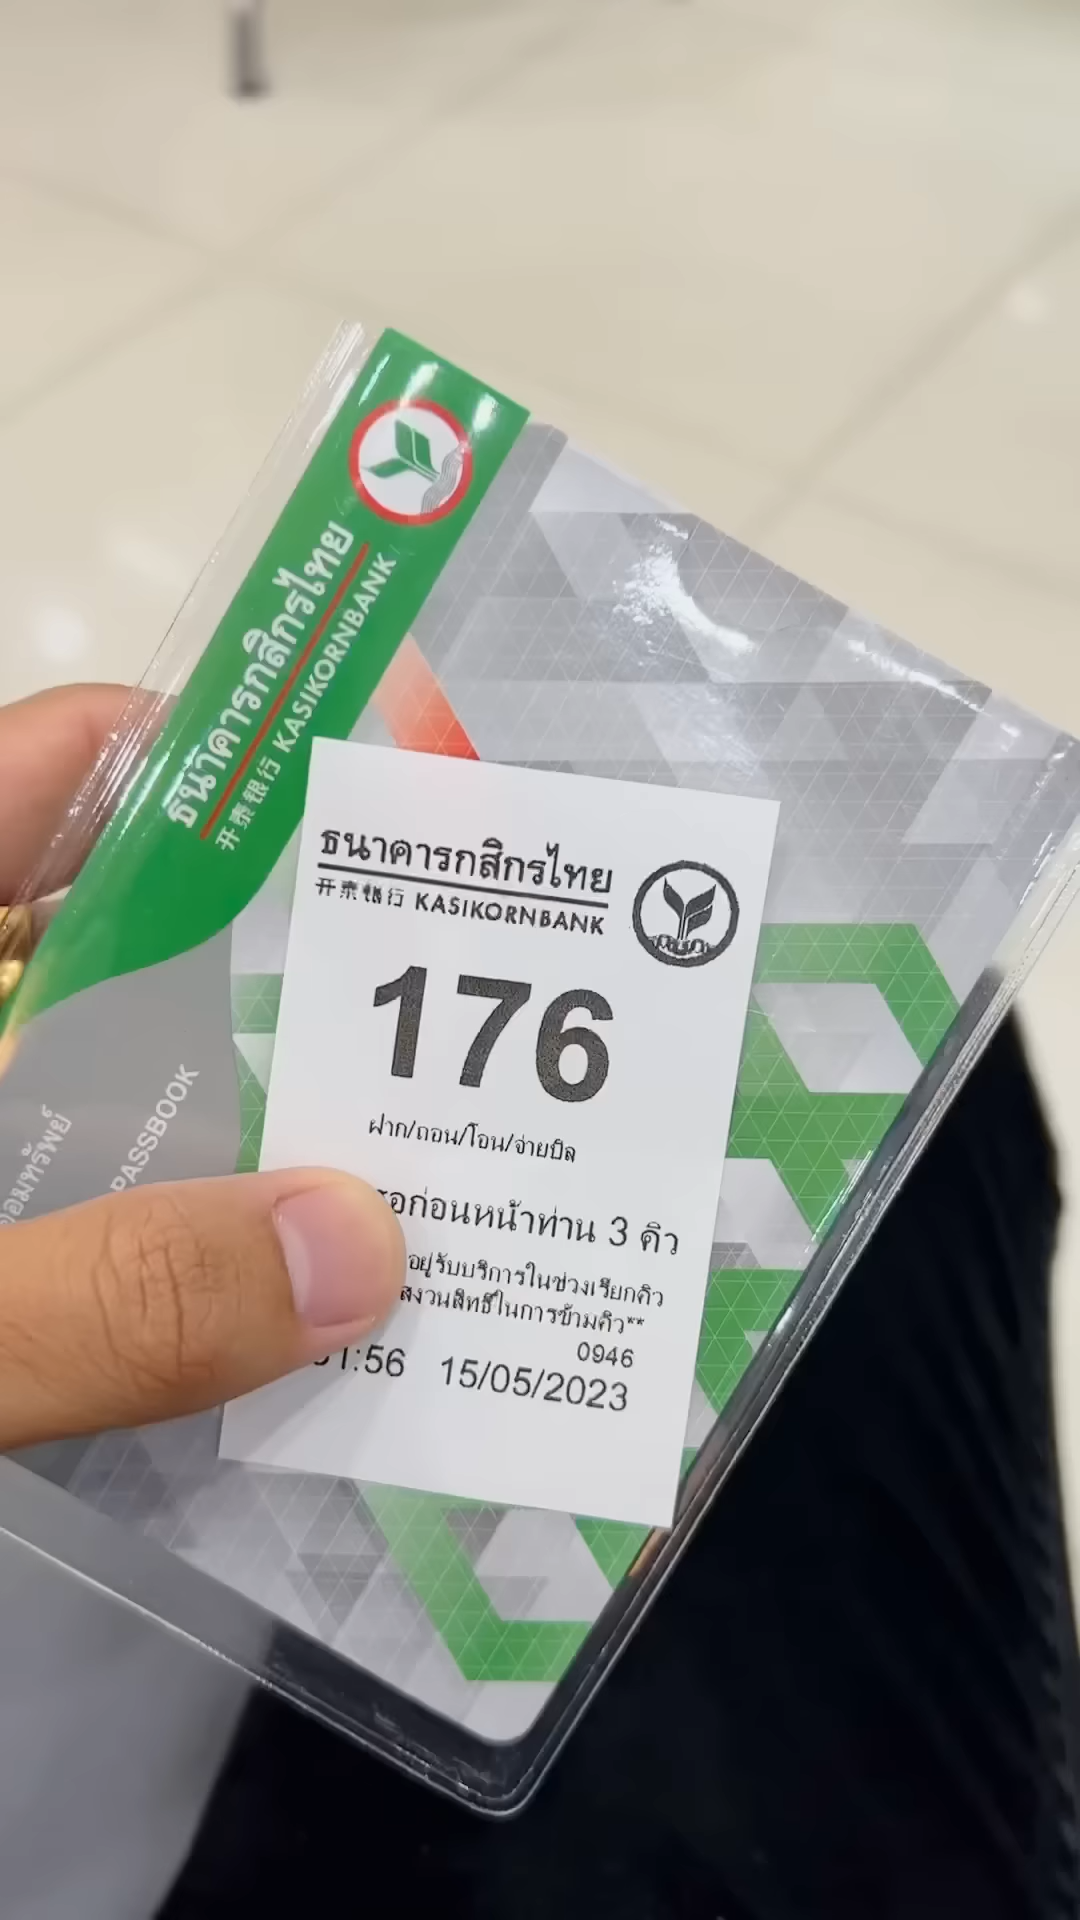 ธนาคารกสิกรไทย
开泰银行 KASIKORNBANK
PASSBOOK
ธนาคารกสิกรไทย
开泰银行 KASIKORNBANK
176
ฝาก/ถอน/โอน/จ่ายบิล
รอก่อนหน้าท่าน 3 คิว
อยู่รับบริการในช่วงเรียกคิว
สงวนสิทธิ์ในการข้ามคิว**
0946
:56 15/05/2023